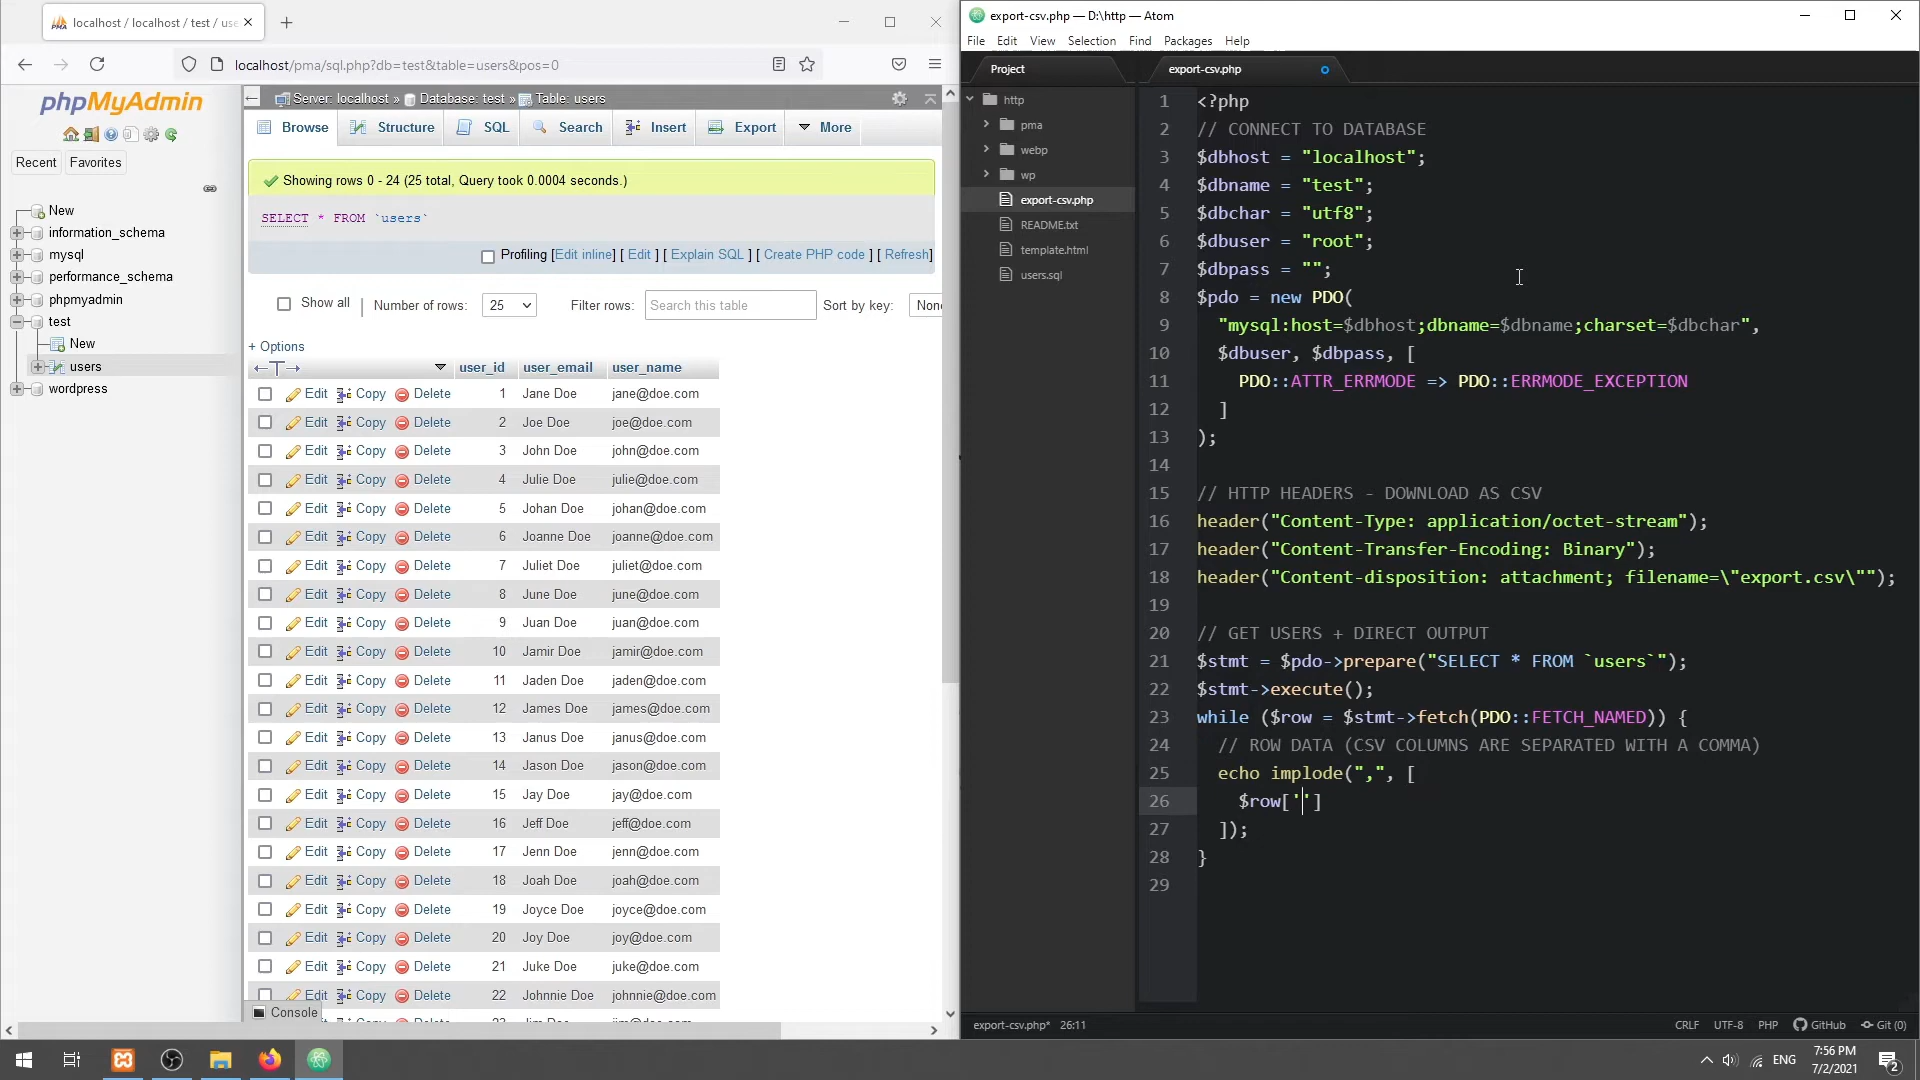 localhost / localhost / test / use
localhost/pma/sql.php?db=test&table=users&pos=0
phpMyAdmin
Recent
Favorites
New
information_schema
mysql
performance_schema
phpmyadmin
test
New
users
wordpress
Server: localhost » Database: test » Table: users
Browse Structure SQL Search Insert Export More
Showing rows 0 - 24 (25 total, Query took 0.0004 seconds.)
SELECT * FROM `users`
Profiling [Edit inline] [ Edit ] [ Explain SQL ] [ Create PHP code ] [ Refresh]
Show all Number of rows: 25 Filter rows: Search this table Sort by key: None
+ Options
user_id user_email user_name
Edit Copy Delete 1 Jane Doe jane@doe.com
Edit Copy Delete 2 Joe Doe joe@doe.com
Edit Copy Delete 3 John Doe john@doe.com
Edit Copy Delete 4 Julie Doe julie@doe.com
Edit Copy Delete 5 Johan Doe johan@doe.com
Edit Copy Delete 6 Joanne Doe joanne@doe.com
Edit Copy Delete 7 Juliet Doe juliet@doe.com
Edit Copy Delete 8 June Doe june@doe.com
Edit Copy Delete 9 Juan Doe juan@doe.com
Edit Copy Delete 10 Jamir Doe jamir@doe.com
Edit Copy Delete 11 Jaden Doe jaden@doe.com
Edit Copy Delete 12 James Doe james@doe.com
Edit Copy Delete 13 Janus Doe janus@doe.com
Edit Copy Delete 14 Jason Doe jason@doe.com
Edit Copy Delete 15 Jay Doe jay@doe.com
Edit Copy Delete 16 Jeff Doe jeff@doe.com
Edit Copy Delete 17 Jenn Doe jenn@doe.com
Edit Copy Delete 18 Joah Doe joah@doe.com
Edit Copy Delete 19 Joyce Doe joyce@doe.com
Edit Copy Delete 20 Joy Doe joy@doe.com
Edit Copy Delete 21 Juke Doe juke@doe.com
Edit Copy Delete 22 Johnnie Doe johnnie@doe.com
Console
export-csv.php — D:\http — Atom
File Edit View Selection Find Packages Help
Project
http
pma
webp
wp
export-csv.php
README.txt
template.html
users.sql
export-csv.php
1 <?php
2 // CONNECT TO DATABASE
3 $dbhost = "localhost";
4 $dbname = "test";
5 $dbchar = "utf8";
6 $dbuser = "root";
7 $dbpass = "";
8 $pdo = new PDO(
9 "mysql:host=$dbhost;dbname=$dbname;charset=$dbchar",
10 $dbuser, $dbpass, [
11 PDO::ATTR_ERRMODE => PDO::ERRMODE_EXCEPTION
12 ]
13 );
14
15 // HTTP HEADERS - DOWNLOAD AS CSV
16 header("Content-Type: application/octet-stream");
17 header("Content-Transfer-Encoding: Binary");
18 header("Content-disposition: attachment; filename=\"export.csv\"");
19
20 // GET USERS + DIRECT OUTPUT
21 $stmt = $pdo->prepare("SELECT * FROM `users`");
22 $stmt->execute();
23 while ($row = $stmt->fetch(PDO::FETCH_NAMED)) {
24 // ROW DATA (CSV COLUMNS ARE SEPARATED WITH A COMMA)
25 echo implode(",", [
26 $row['']
27 ]);
28 }
29
export-csv.php* 26:11
CRLF UTF-8 PHP GitHub Git (0)
ENG
7:56 PM
7/2/2021
2